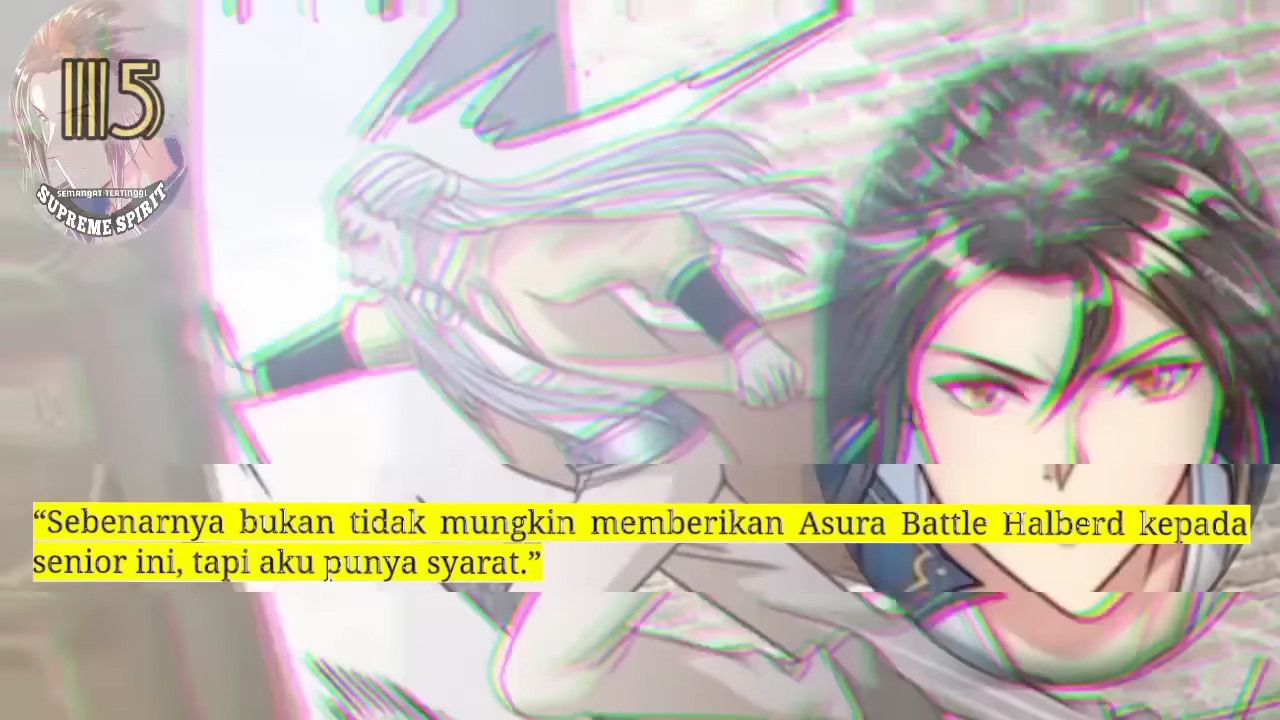 115
SEMANGAT TERTINGGI
SUPREME SPIRIT
“Sebenarnya bukan tidak mungkin memberikan Asura Battle Halberd kepada
senior ini, tapi aku punya syarat.”